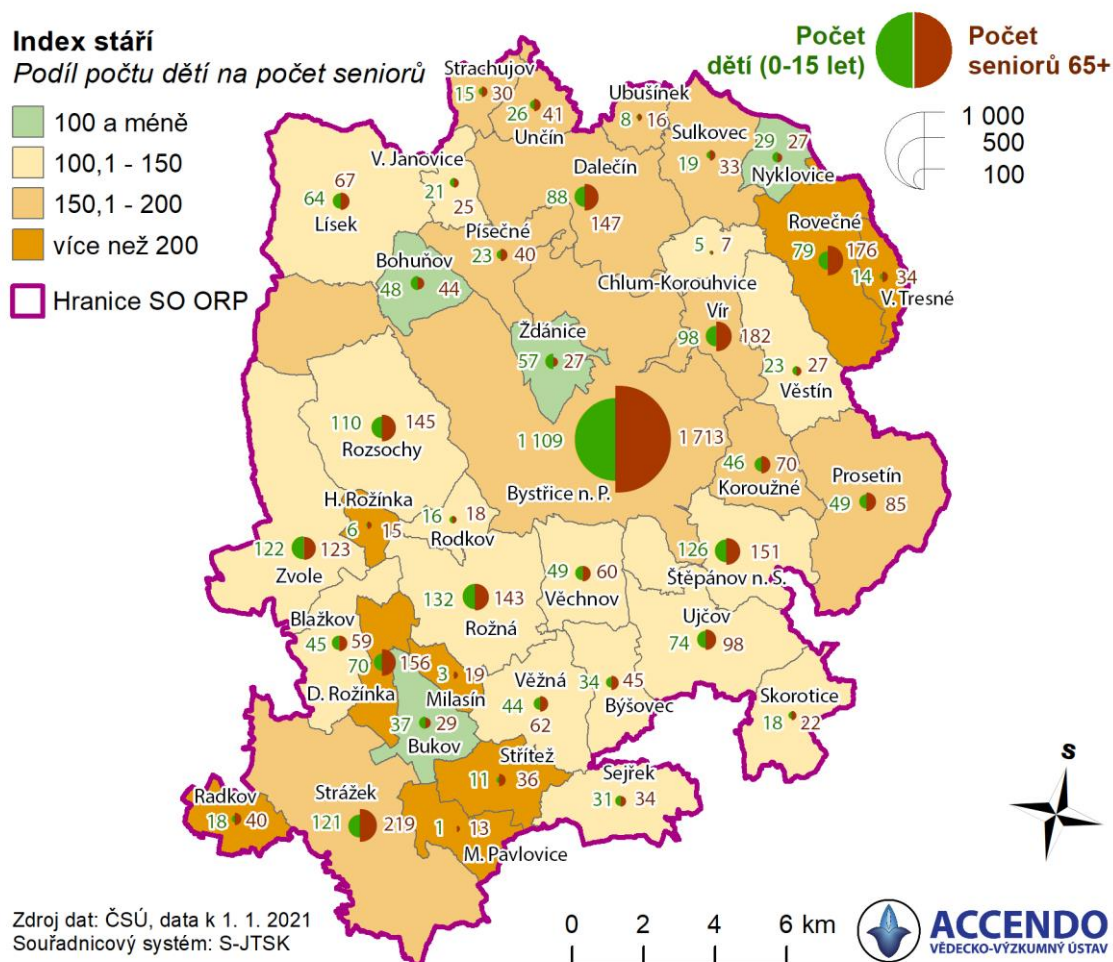 Index stáří
Podíl počtu dětí na počet seniorů
100 a méně
100,1 - 150
150,1 - 200
více než 200
Hranice SO ORP
Počet
dětí (0-15 let)
Počet
seniorů 65+
1 000
500
100
Strachujov
15 30
26 41
Unčín
Ubušínek
8 16
Sulkovec
19 33
29 27
Nyklovice
V. Janovice
21
25
67
64
Lísek
Dalečín
88
147
Rovečné
79 176
14 34
V. Tresné
Písečné
23 40
5 7
Chlum-Korouhvice
Bohuňov
48 44
Vír
98 182
Ždánice
57 27
23 27
Věstín
110 145
Rozsochy
1 109 1 713
Bystřice n. P.
46 70
Koroužné
Prosetín
49 85
H. Rožínka
6 15
16 18
Rodkov
122 123
Zvole
126 151
Štěpánov n. S.
49 60
Věchnov
132 143
Rožná
Blažkov
45 59
Ujčov
74 98
70 156
D. Rožínka
3 19
Milasín
Věžná
44
62
34 45
Býšovec
Skorotice
18 22
37 29
Bukov
Střítež
11 36
Sejřek
31 34
Radkov
18 40
Strážek
121 219
1 13
M. Pavlovice
S
Zdroj dat: ČSÚ, data k 1. 1. 2021
Souřadnicový systém: S-JTSK
0 2 4 6 km
ACCENDO
VĚDECKO-VÝZKUMNÝ ÚSTAV